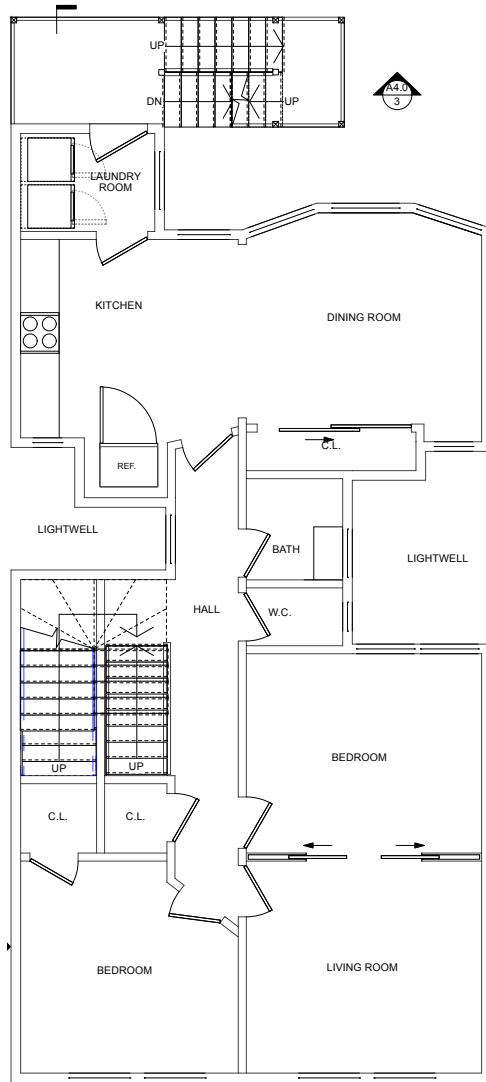 UP
DN
UP
A4.0
3
LAUNDRY
ROOM
KITCHEN
DINING ROOM
REF.
C.L.
LIGHTWELL
BATH
LIGHTWELL
HALL
W.C.
UP
UP
BEDROOM
C.L.
C.L.
BEDROOM
LIVING ROOM